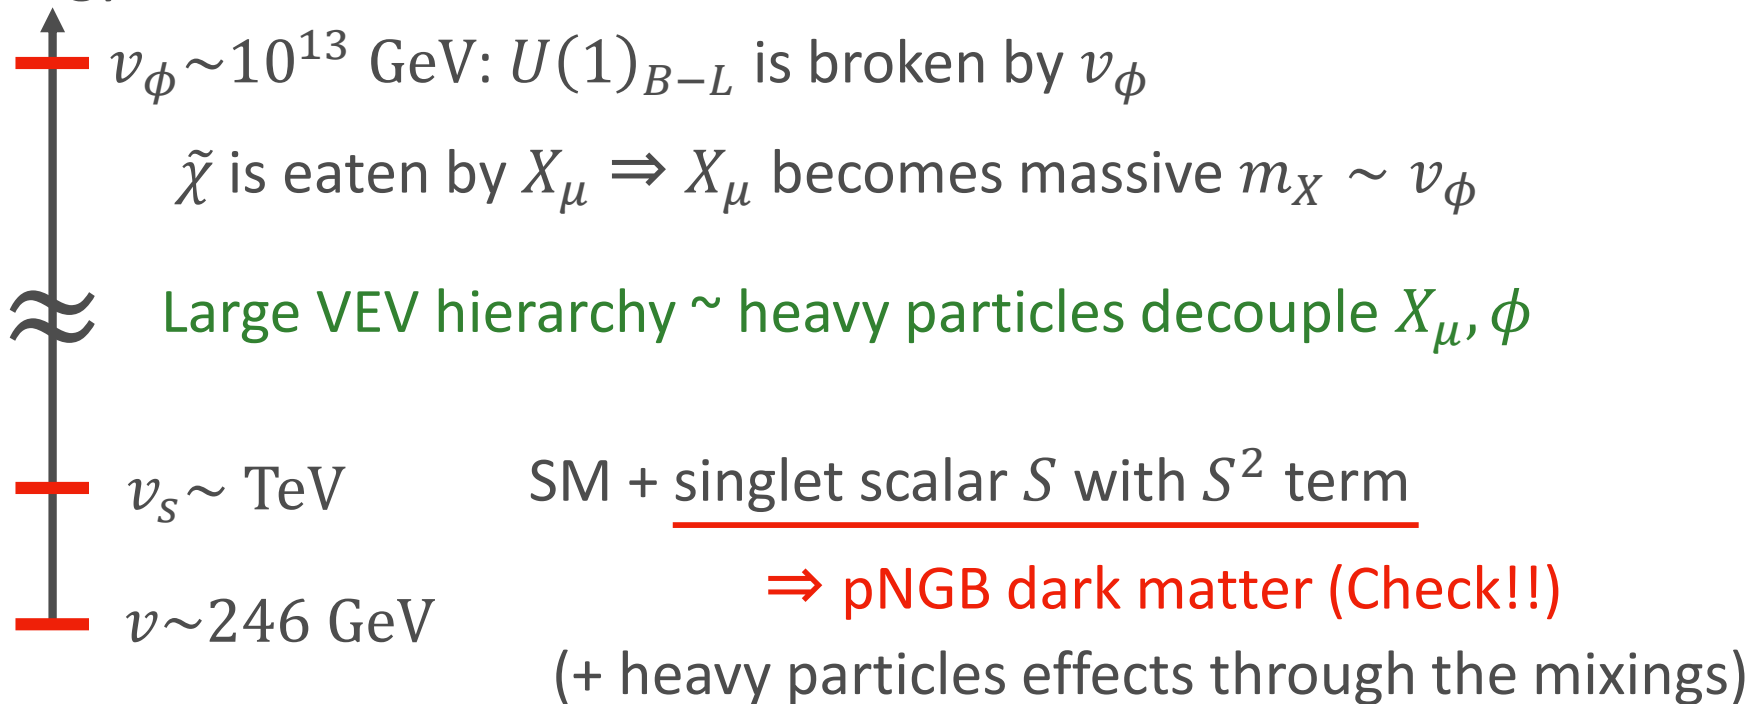 v_ϕ~10^13 GeV: U(1)_{B−L} is broken by v_ϕ
χ̃ is eaten by X_μ ⇒ X_μ becomes massive m_X ~ v_ϕ
Large VEV hierarchy ~ heavy particles decouple X_μ, ϕ
v_s~ TeV SM + singlet scalar S with S^2 term
⇒ pNGB dark matter (Check!!)
v~246 GeV
(+ heavy particles effects through the mixings)